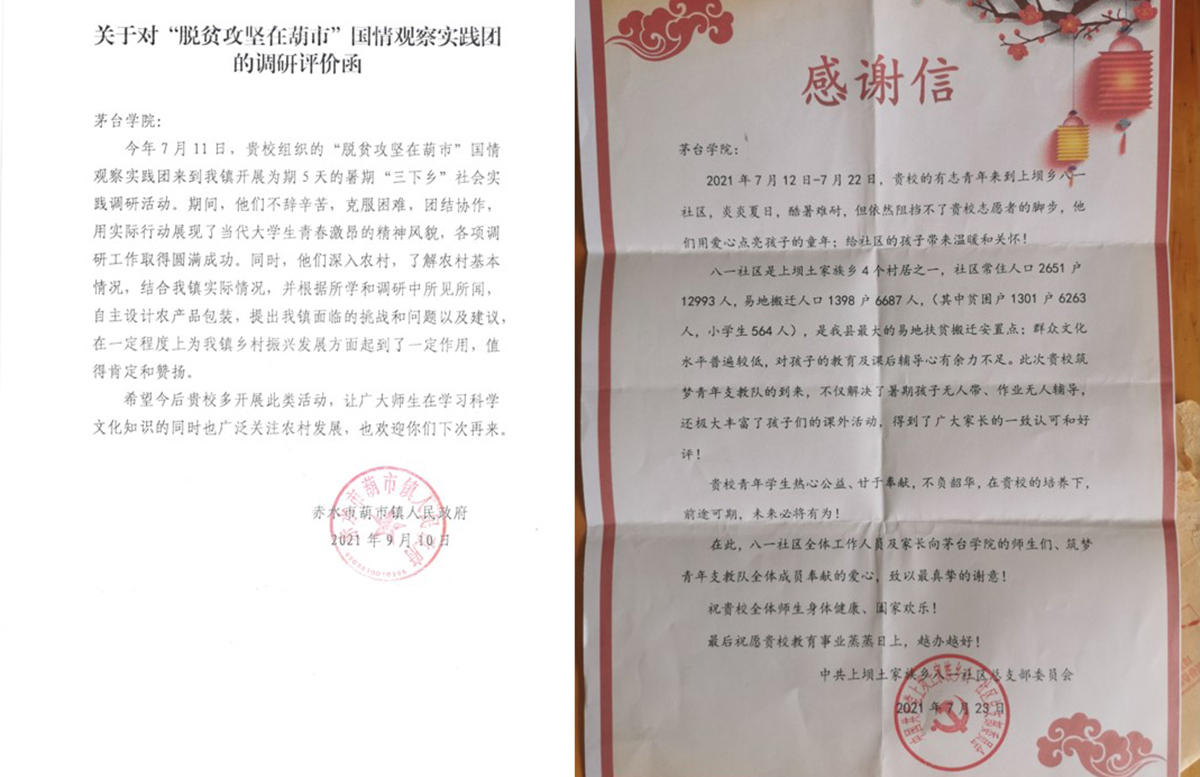 关于对“脱贫攻坚在葫市”国情观察实践团
的调研评价函
茅台学院：
今年7月11日，贵校组织的“脱贫攻坚在葫市”国情
观察实践团来到我镇开展为期5天的暑期“三下乡”社会实
践调研活动。期间，他们不辞辛苦，克服困难，团结协作，
用实际行动展现了当代大学生青春激昂的精神风貌，各项调
研工作取得圆满成功。同时，他们深入农村，了解农村基本
情况，结合我镇实际情况，并根据所学和调研中所见所闻，
自主设计农产品包装，提出我镇面临的挑战和问题以及建议，
在一定程度上为我镇乡村振兴发展方面起到了一定作用，值
得肯定和赞扬。
希望今后贵校多开展此类活动，让广大师生在学习科学
文化知识的同时也广泛关注农村发展，也欢迎你们下次再来。
赤水市葫市镇人民政府
2021年9月10日
感谢信
茅台学院：
2021年7月12日-7月22日，贵校的有志青年来到上坝乡八一
社区，炎炎夏日，酷暑难耐，但依然阻挡不了贵校志愿者的脚步，他
们用爱心点亮孩子的童年；给社区的孩子带来温暖和关怀！
八一社区是上坝土家族乡4个村居之一，社区常住人口2651户
12993人，易地搬迁人口1398户6687人，（其中贫困户1301户6263
人，小学生564人），是我县最大的易地扶贫搬迁安置点；群众文化
水平普遍较低，对孩子的教育及课后辅导心有余力不足。此次贵校筑
梦青年支教队的到来，不仅解决了暑期孩子无人带、作业无人辅导，
还极大丰富了孩子们的课外活动，得到了广大家长的一致认可和好
评！
贵校青年学生热心公益、甘于奉献，不负韶华，在贵校的培养下，
前途可期，未来必将有为！
在此，八一社区全体工作人员及家长向茅台学院的师生们、筑梦
青年支教队全体成员奉献的爱心，致以最真挚的谢意！
祝贵校全体师生身体健康、阖家欢乐！
最后祝愿贵校教育事业蒸蒸日上，越办越好！
中共上坝土家族乡八一社区总支部委员会
2021年7月23日